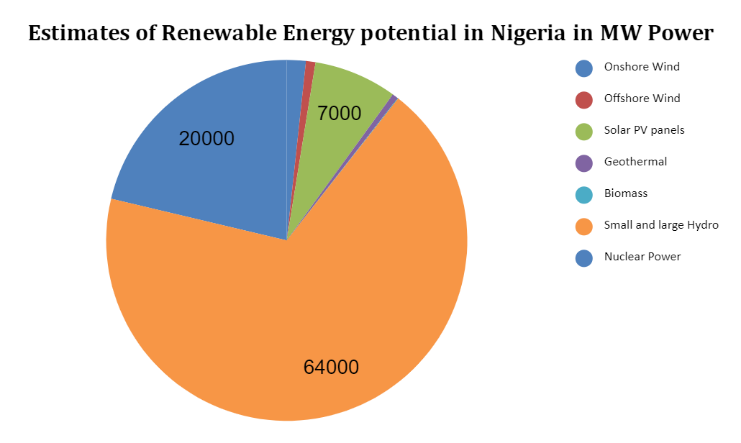 Estimates of Renewable Energy potential in Nigeria in MW Power
Onshore Wind
Offshore Wind
Solar PV panels
Geothermal
Biomass
Small and large Hydro
Nuclear Power
7000
20000
64000